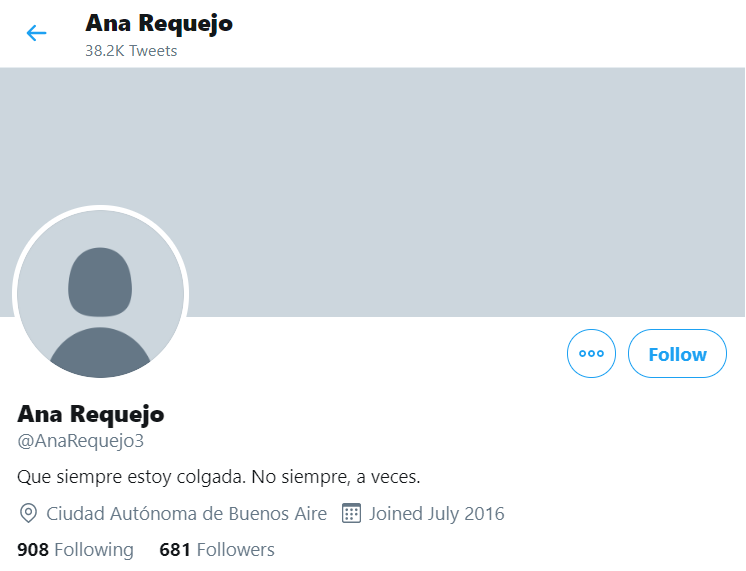 Ana Requejo
38.2K Tweets
Follow
Ana Requejo
@AnaRequejo3
Que siempre estoy colgada. No siempre, a veces.
Ciudad Autónoma de Buenos Aire Joined July 2016
908 Following 681 Followers